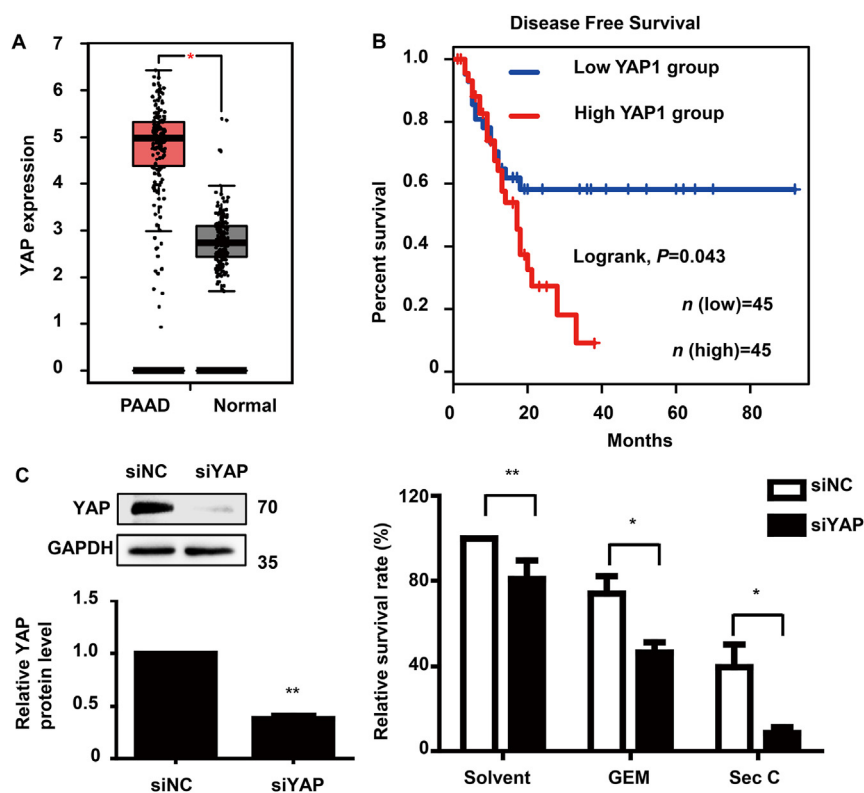 A
7
6
5
4
3
2
1
0
YAP expression
*
PAAD
Normal
B
Disease Free Survival
1.0
0.8
0.6
0.4
0.2
0
Percent survival
Low YAP1 group
High YAP1 group
Logrank, P=0.043
n (low)=45
n (high)=45
0 20 40 60 80
Months
C
siNC siYAP
YAP 70
GAPDH 35
1.5
1.0
0.5
0
Relative YAP
protein level
**
siNC siYAP
120
80
40
0
Relative survival rate (%)
** * *
siNC
siYAP
Solvent GEM Sec C